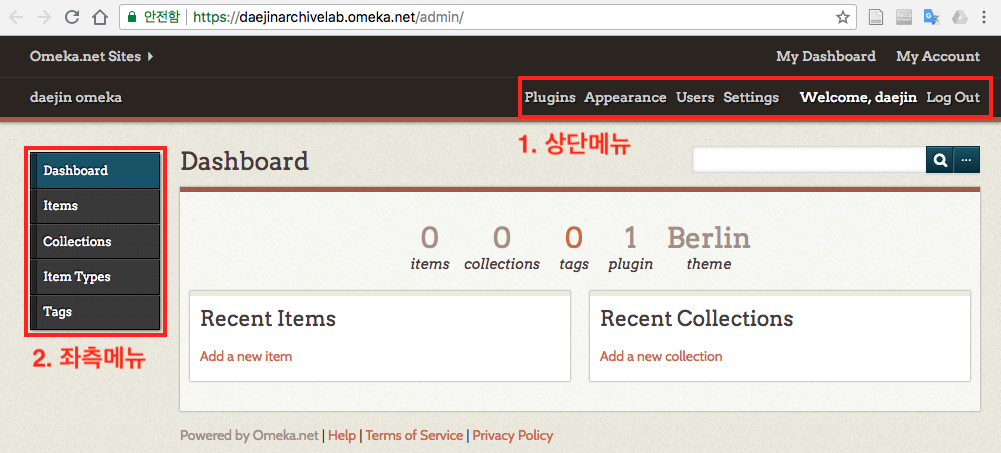 안전함 https://daejinarchivelab.omeka.net/admin/
Omeka.net Sites My Dashboard My Account
daejin omeka Plugins Appearance Users Settings Welcome, daejin Log Out
1. 상단메뉴
Dashboard
Items
Collections
Item Types
Tags
2. 좌측메뉴
Dashboard
...
0 0 0 1 Berlin
items collections tags plugin theme
Recent Items
Add a new item
Recent Collections
Add a new collection
Powered by Omeka.net | Help | Terms of Service | Privacy Policy